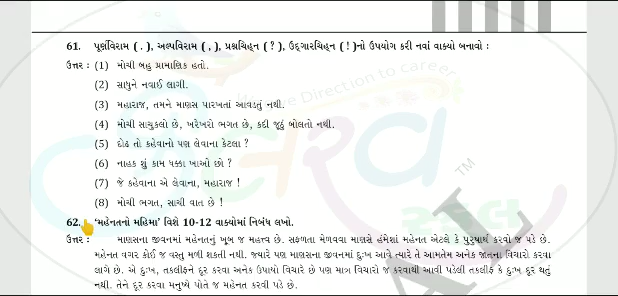 61. પૂર્ણવિરામ ( . ), અલ્પવિરામ ( , ), પ્રશ્નચિહ્ન ( ? ), ઉદ્ગારચિહ્ન ( ! )નો ઉપયોગ કરી નવાં વાક્યો બનાવો :
ઉત્તર : (1) મોચી બહુ પ્રામાણિક હતો.
(2) સાધુને નવાઈ લાગી.
(3) મહારાજ, તમને માણસ પારખતાં આવડતું નથી.
(4) મોચી સાચુકલો છે, ખરેખરો ભગત છે, કદી જૂઠું બોલતો નથી.
(5) દોઢ તો કહેવાનો પણ લેવાના કેટલા ?
(6) નાહક શું કામ ધક્કા ખાઓ છો ?
(7) જે કહેવાના એ લેવાના, મહારાજ !
(8) મોચી ભગત, સાચી વાત છે !
62. ‘મહેનતનો મહિમા’ વિશે 10-12 વાક્યોમાં નિબંધ લખો.
ઉત્તર : માણસના જીવનમાં મહેનતનું ખૂબ જ મહત્ત્વ છે. સફળતા મેળવવા માણસે હંમેશાં મહેનત એટલે કે પુરુષાર્થ કરવો જ પડે છે.
મહેનત વગર કોઈ જ વસ્તુ મળી શકતી નથી. જ્યારે પણ માણસના જીવનમાં દુઃખ આવે ત્યારે તે આમતેમ અનેક જાતના વિચારો કરવા
લાગે છે. એ દુઃખ, તકલીફને દૂર કરવા અનેક ઉપાયો વિચારે છે પણ માત્ર વિચારો જ કરવાથી આવી પડેલી તકલીફ કે દુઃખ દૂર થતું
નથી. તેને દૂર કરવા મનુષ્યે પોતે જ મહેનત કરવી પડે છે.
Direction to career
TM